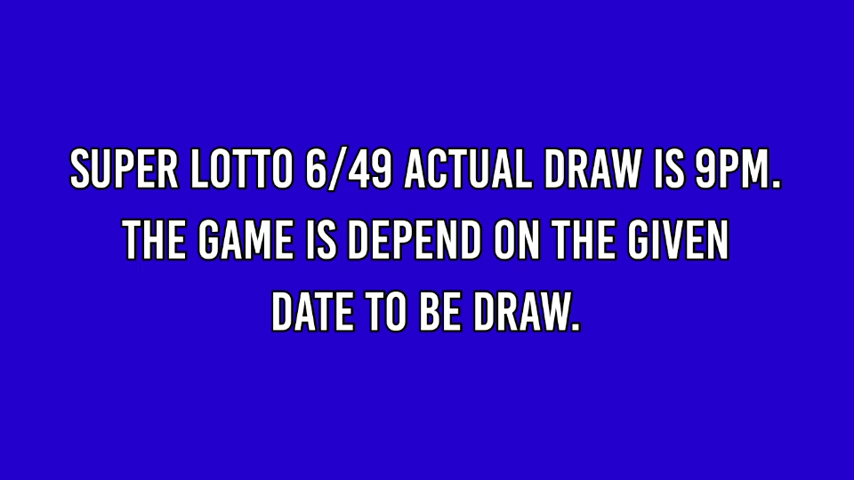 SUPER LOTTO 6/49 ACTUAL DRAW IS 9PM.
THE GAME IS DEPEND ON THE GIVEN
DATE TO BE DRAW.